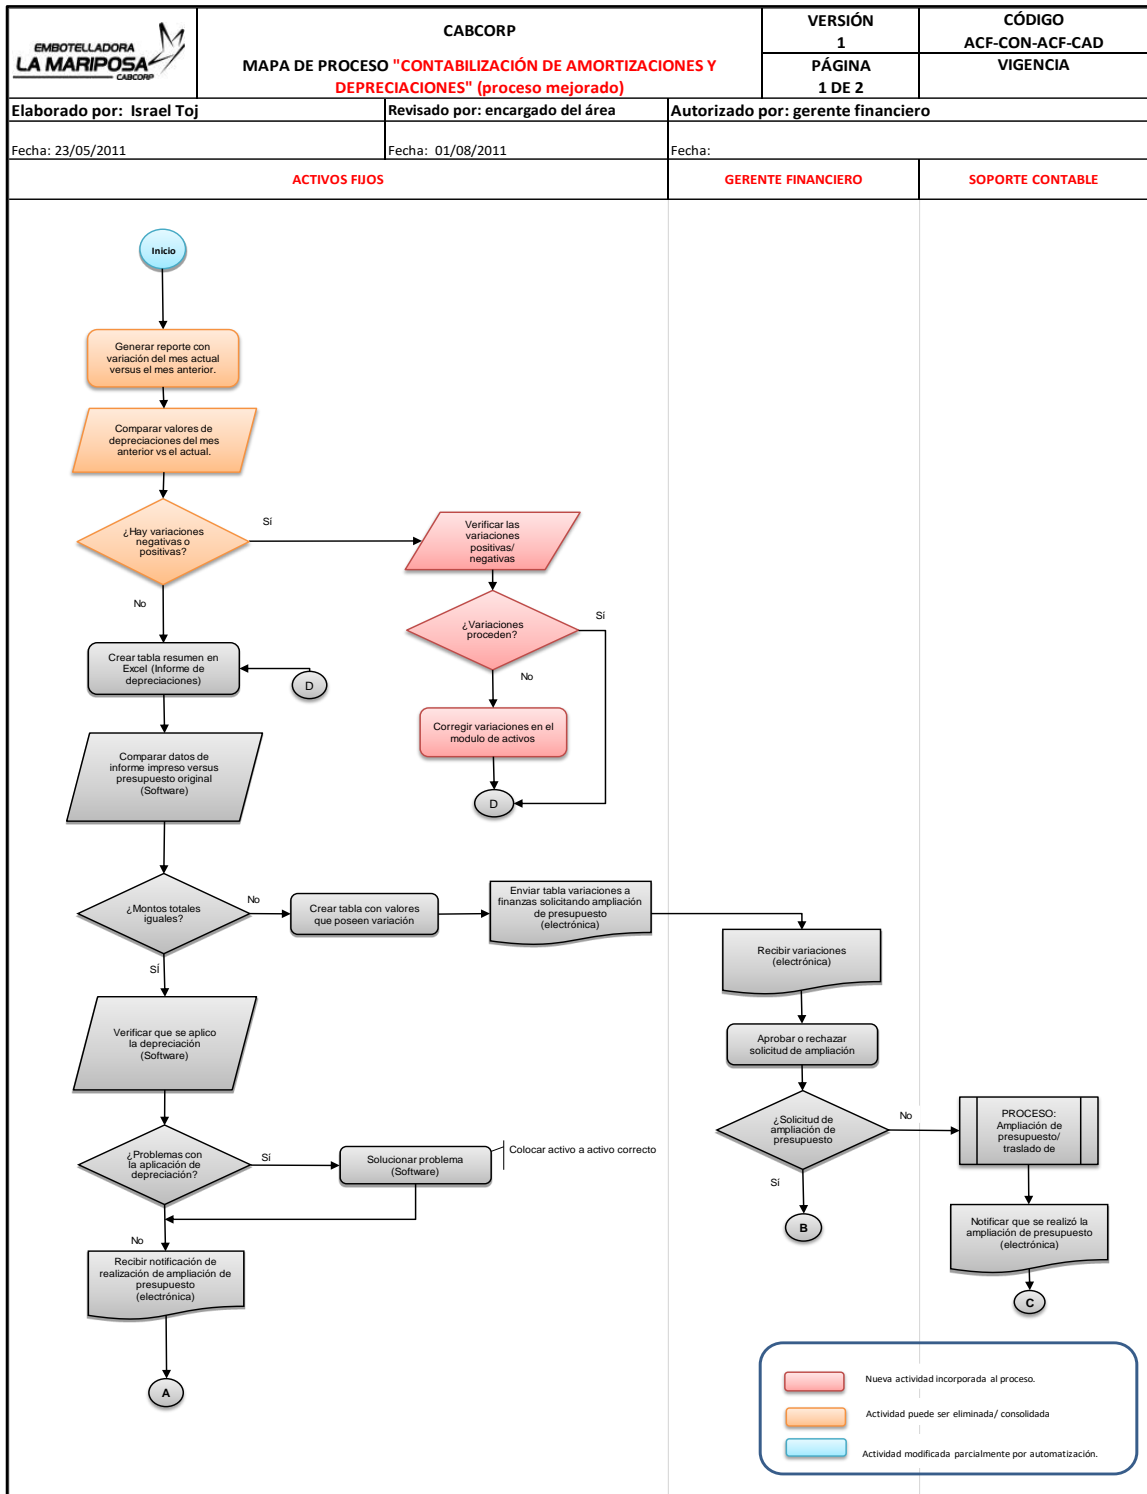 EMBOTELLADORA
LA MARIPOSA
CABCORP
CABCORP
MAPA DE PROCESO "CONTABILIZACIÓN DE AMORTIZACIONES Y
DEPRECIACIONES" (proceso mejorado)
VERSIÓN
1
PÁGINA
1 DE 2
CÓDIGO
ACF-CON-ACF-CAD
VIGENCIA
Elaborado por: Israel Toj
Revisado por: encargado del área
Autorizado por: gerente financiero
Fecha: 23/05/2011
Fecha: 01/08/2011
Fecha:
ACTIVOS FIJOS
GERENTE FINANCIERO
SOPORTE CONTABLE
Inicio
Generar reporte con
variación del mes actual
versus el mes anterior.
Comparar valores de
depreciaciones del mes
anterior vs el actual.
¿Hay variaciones
negativas o
positivas?
Sí
No
Verificar las
variaciones
positivas/
negativas
¿Variaciones
proceden?
Sí
No
Crear tabla resumen en
Excel (Informe de
depreciaciones)
D
Corregir variaciones en el
modulo de activos
D
Comparar datos de
informe impreso versus
presupuesto original
(Software)
¿Montos totales
iguales?
No
SÍ
Crear tabla con valores
que poseen variación
Enviar tabla variaciones a
finanzas solicitando ampliación
de presupuesto
(electrónica)
Recibir variaciones
(electrónica)
Aprobar o rechazar
solicitud de ampliación
¿Solicitud de
ampliación de
presupuesto
No
Sí
B
PROCESO:
Ampliación de
presupuesto/
traslado de
Notificar que se realizó la
ampliación de presupuesto
(electrónica)
C
Verificar que se aplico
la depreciación
(Software)
¿Problemas con
la aplicación de
depreciación?
Sí
No
Solucionar problema
(Software)
Colocar activo a activo correcto
Recibir notificación de
realización de ampliación de
presupuesto
(electrónica)
A
Nueva actividad incorporada al proceso.
Actividad puede ser eliminada/ consolidada
Actividad modificada parcialmente por automatización.